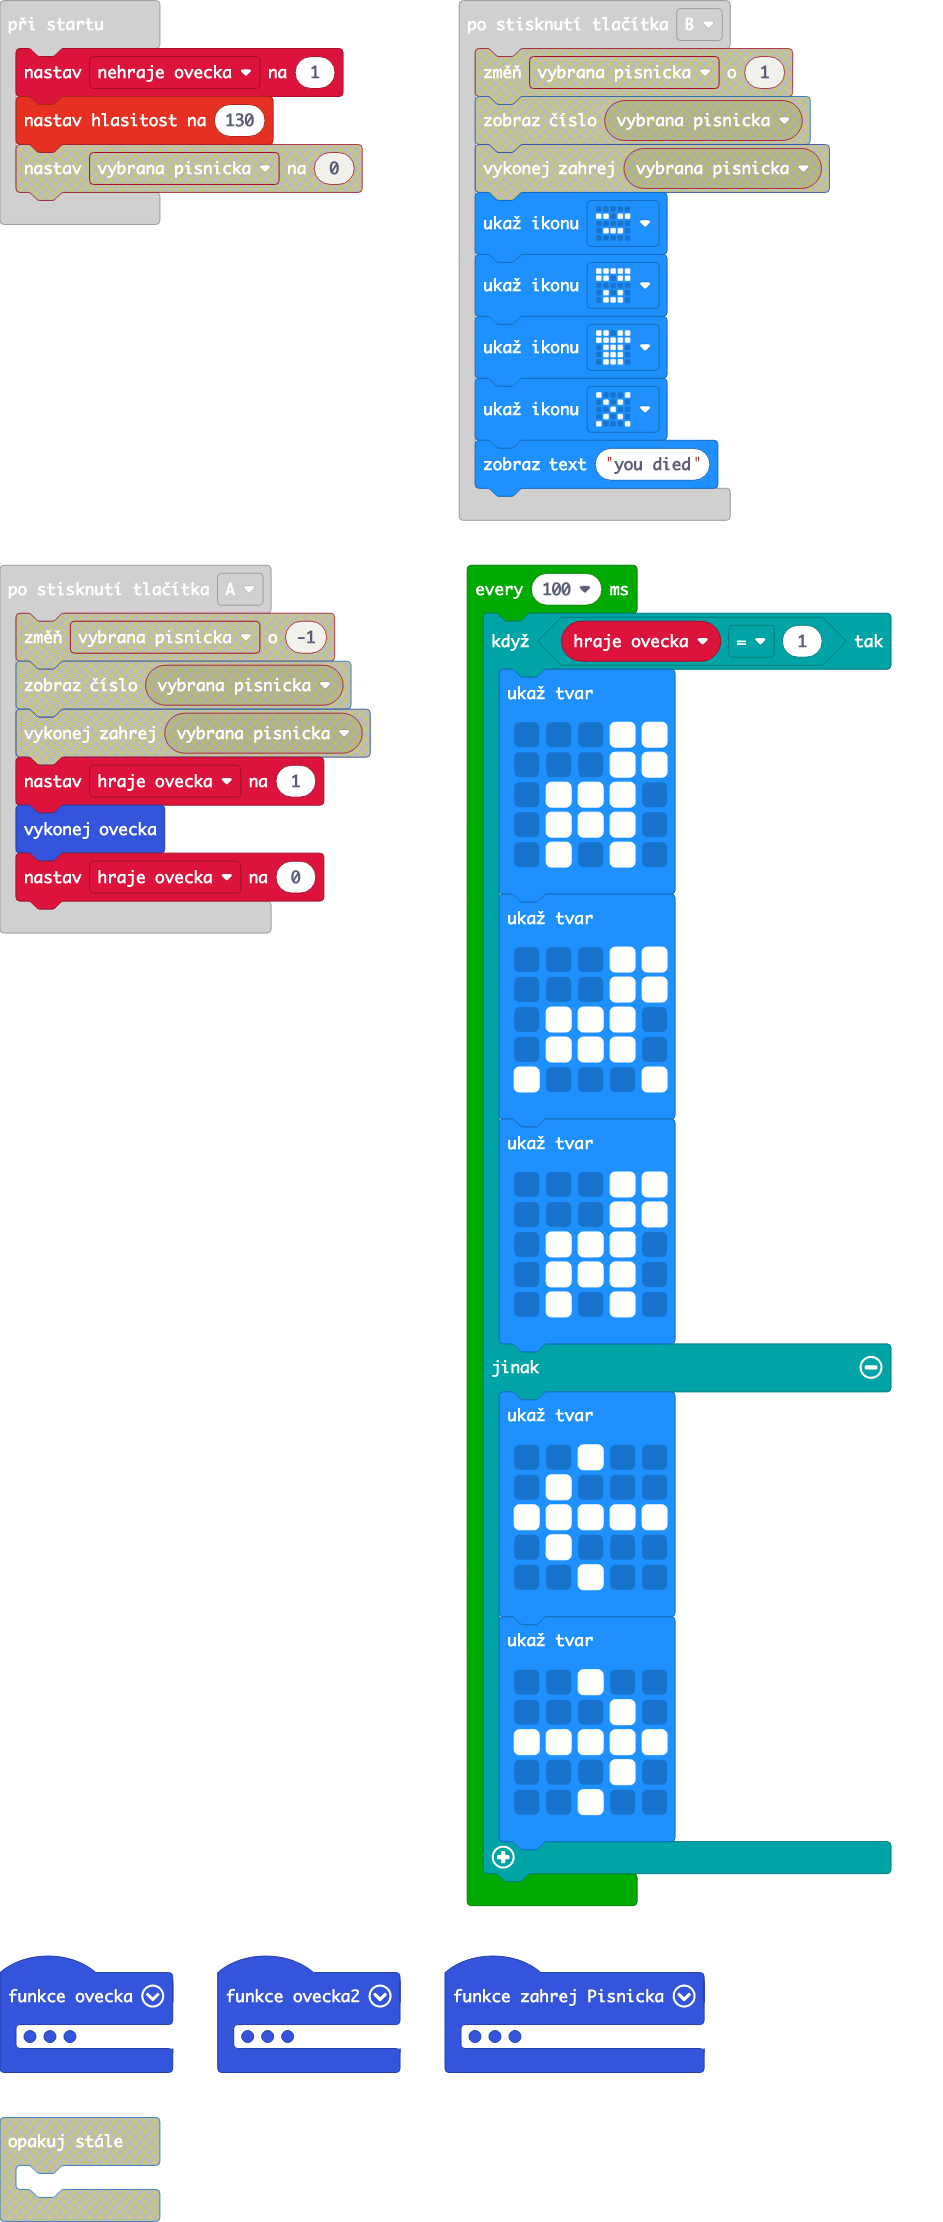 při startu
nastav nehraje ovecka na 1
nastav hlasitost na 130
nastav vybrana pisnicka na 0
po stisknutí tlačítka B
změň vybrana pisnicka o 1
zobraz číslo vybrana pisnicka
vykonej zahrej vybrana pisnicka
ukaž ikonu
ukaž ikonu
ukaž ikonu
ukaž ikonu
zobraz text "you died"
po stisknutí tlačítka A
změň vybrana pisnicka o -1
zobraz číslo vybrana pisnicka
vykonej zahrej vybrana pisnicka
nastav hraje ovecka na 1
vykonej ovecka
nastav hraje ovecka na 0
every 100 ms
když hraje ovecka = 1 tak
ukaž tvar
ukaž tvar
ukaž tvar
jinak
ukaž tvar
ukaž tvar
funkce ovecka
funkce ovecka2
funkce zahrej Pisnicka
opakuj stále